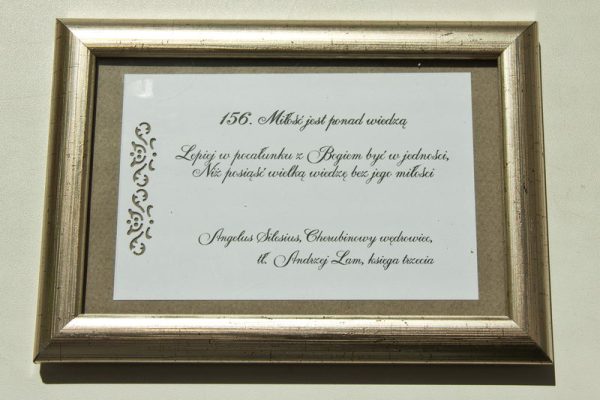 156. Miłość jest ponad wiedzą
Lepiej w pocałunku z Bogiem być w jedności,
Niż posiąść wielką wiedzę bez jego miłości
Angelus Silesius, Cherubinowy wędrowiec,
tł. Andrzej Lam, księga trzecia